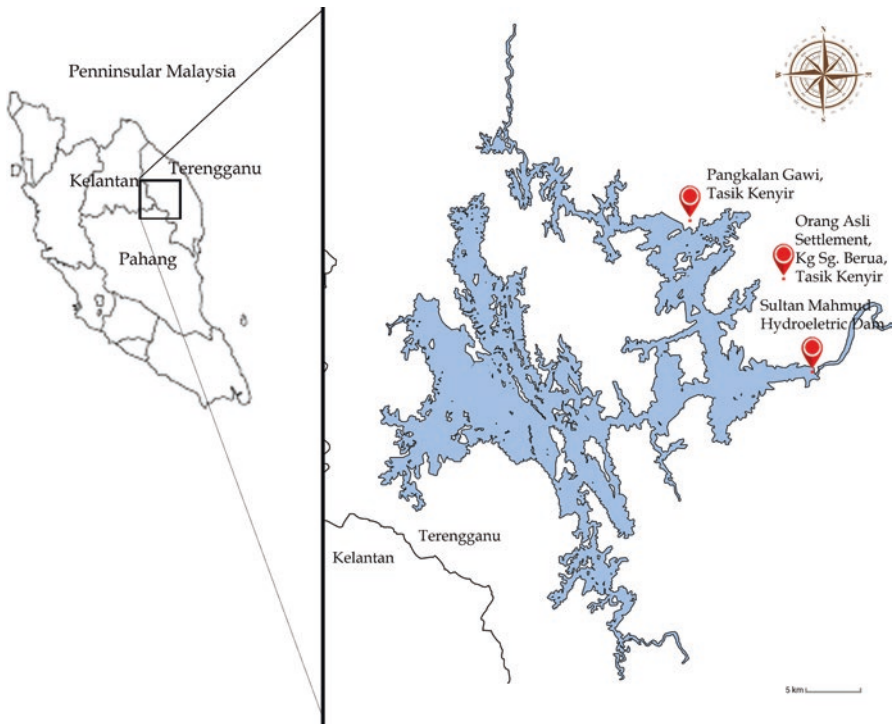 Penninsular Malaysia
Terengganu
Kelantan
Pahang
N
W
E
S
Pangkalan Gawi,
Tasik Kenyir
Orang Asli
Settlement,
Kg Sg. Berua,
Tasik Kenyir
Sultan Mahmud
Hydroeletric Dam
Terengganu
Kelantan
5 km